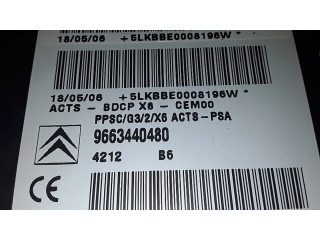 18/05/06 +5LKBBE0008196W*
18/05/06 +5LKBBE0008196W*
ACTS - BDCP X6 - CEM00
PPSC/G3/2/X6 ACTS-PSA
9663440480
4212 B6
CE